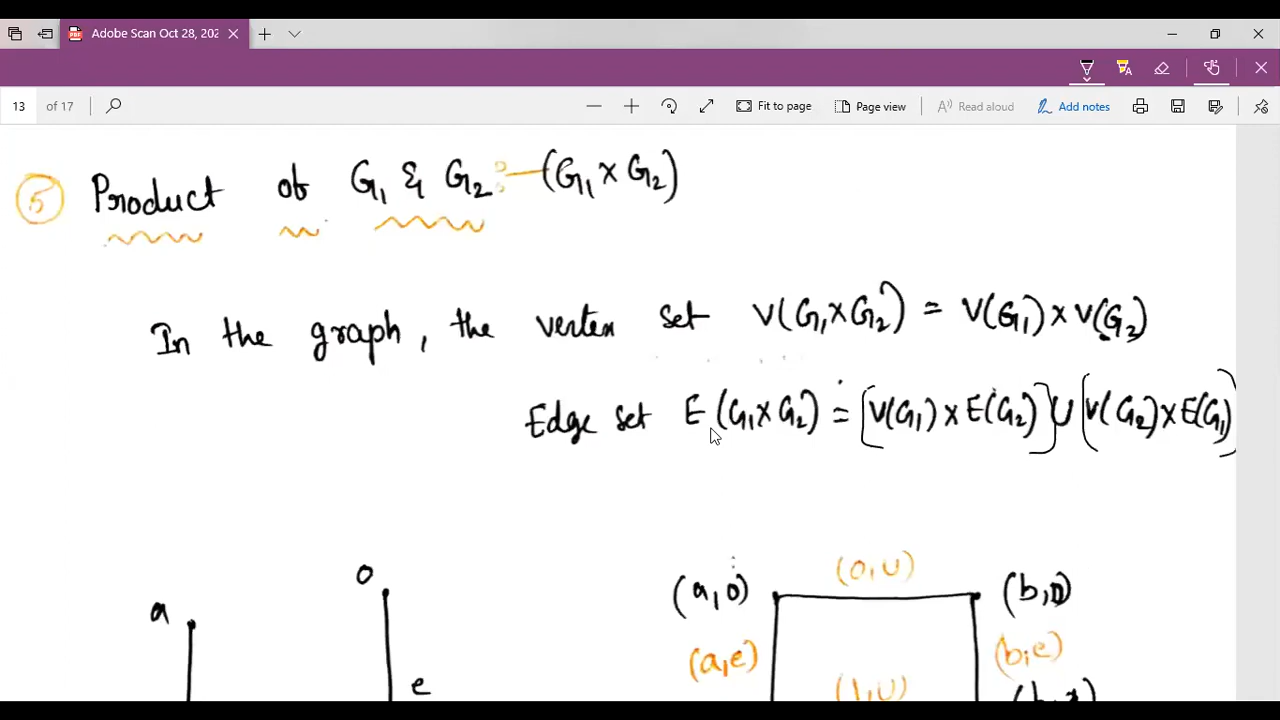 Adobe Scan Oct 28, 202
13 of 17 Fit to page Page view Read aloud Add notes
5 Product of G₁ & G₂ :- (G₁ x G₂)
In the graph, the vertex set V(G₁xG₂) = V(G₁) x V(G₂)
Edge set E(G₁xG₂) = [V(G₁) x E(G₂)] U [V(G₂) x E(G₁)
(o,u)
o (a,o) (b,o)
a
(a,e) (b,e)
e